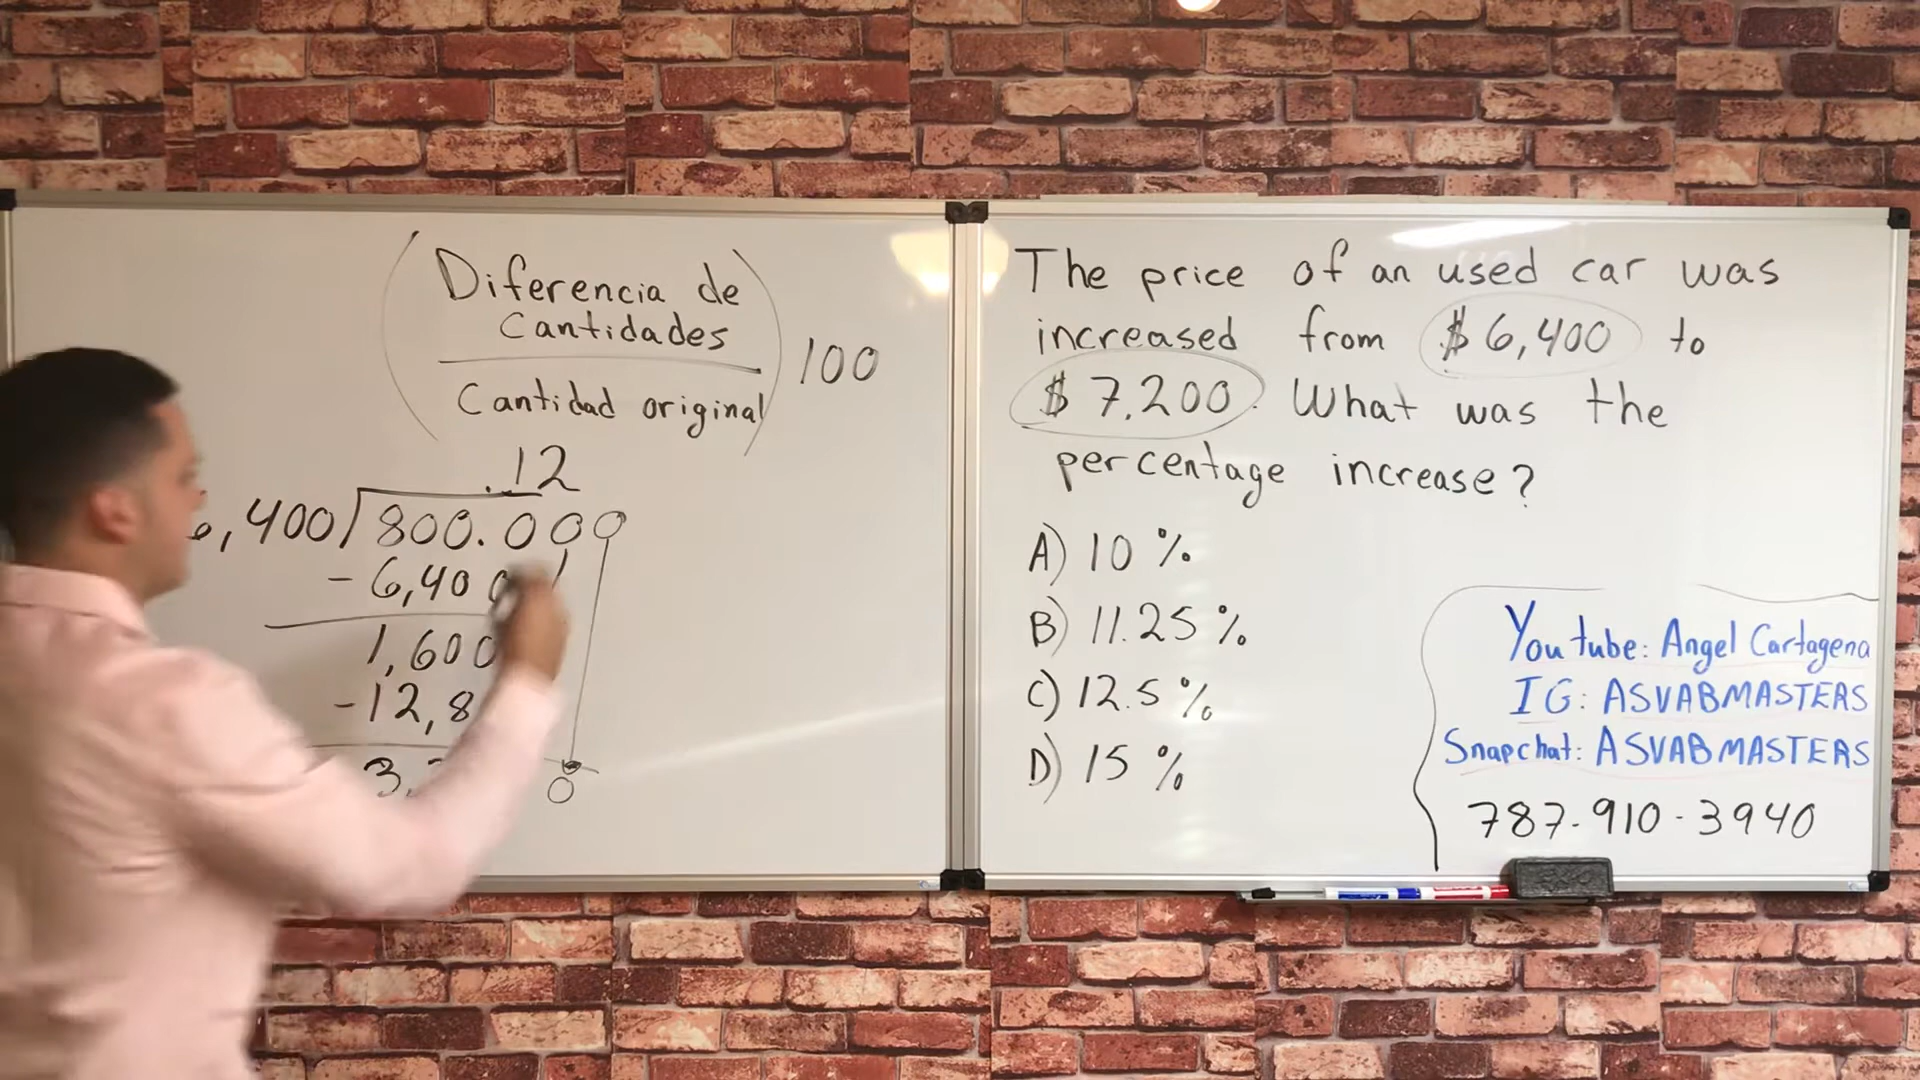 Diferencia de
Cantidades
Cantidad original
100
.12
,400 800.000
-6,40
1,600
-12,8
3,
0
The price of an used car was
increased from $6,400 to
$7,200. What was the
percentage increase?
A) 10 %
B) 11.25 %
C) 12.5 %
D) 15 %
Youtube: Angel Cartagena
IG: ASVABMASTERS
Snapchat: ASVABMASTERS
787-910-3940